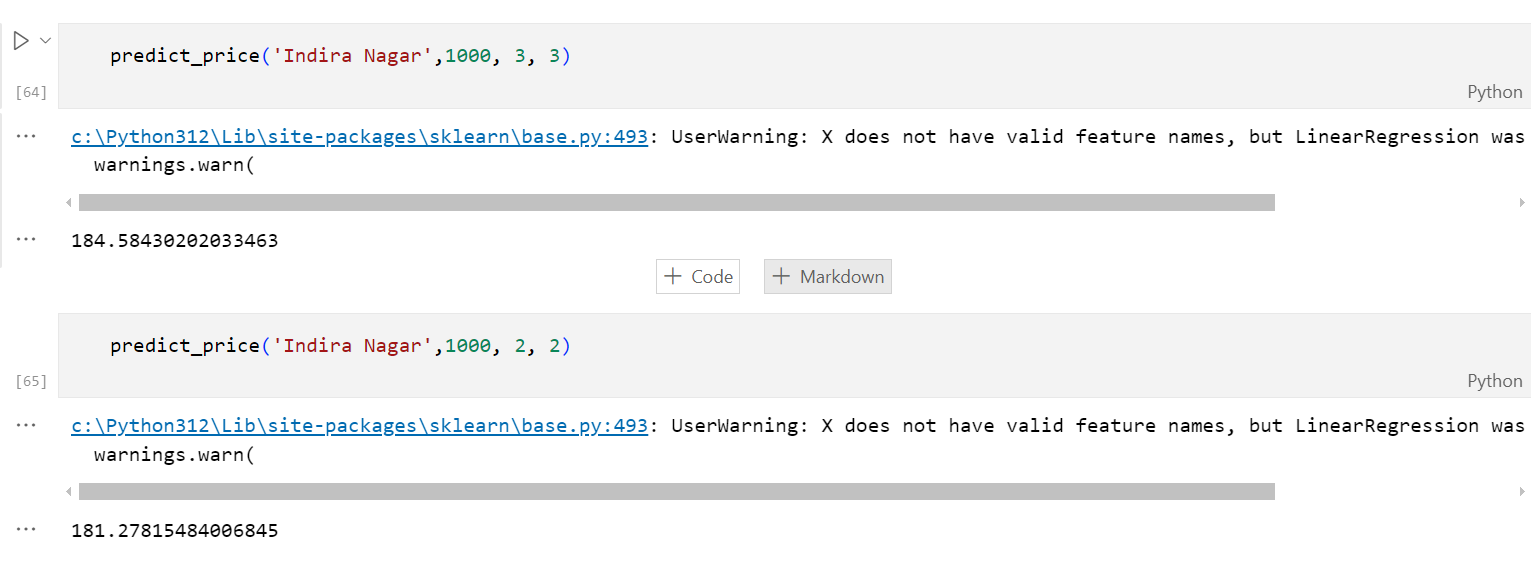 predict_price('Indira Nagar',1000, 3, 3)
[64]
Python
... c:\Python312\Lib\site-packages\sklearn\base.py:493: UserWarning: X does not have valid feature names, but LinearRegression was
warnings.warn(
... 184.58430202033463
+ Code + Markdown
predict_price('Indira Nagar',1000, 2, 2)
[65]
Python
... c:\Python312\Lib\site-packages\sklearn\base.py:493: UserWarning: X does not have valid feature names, but LinearRegression was
warnings.warn(
... 181.27815484006845